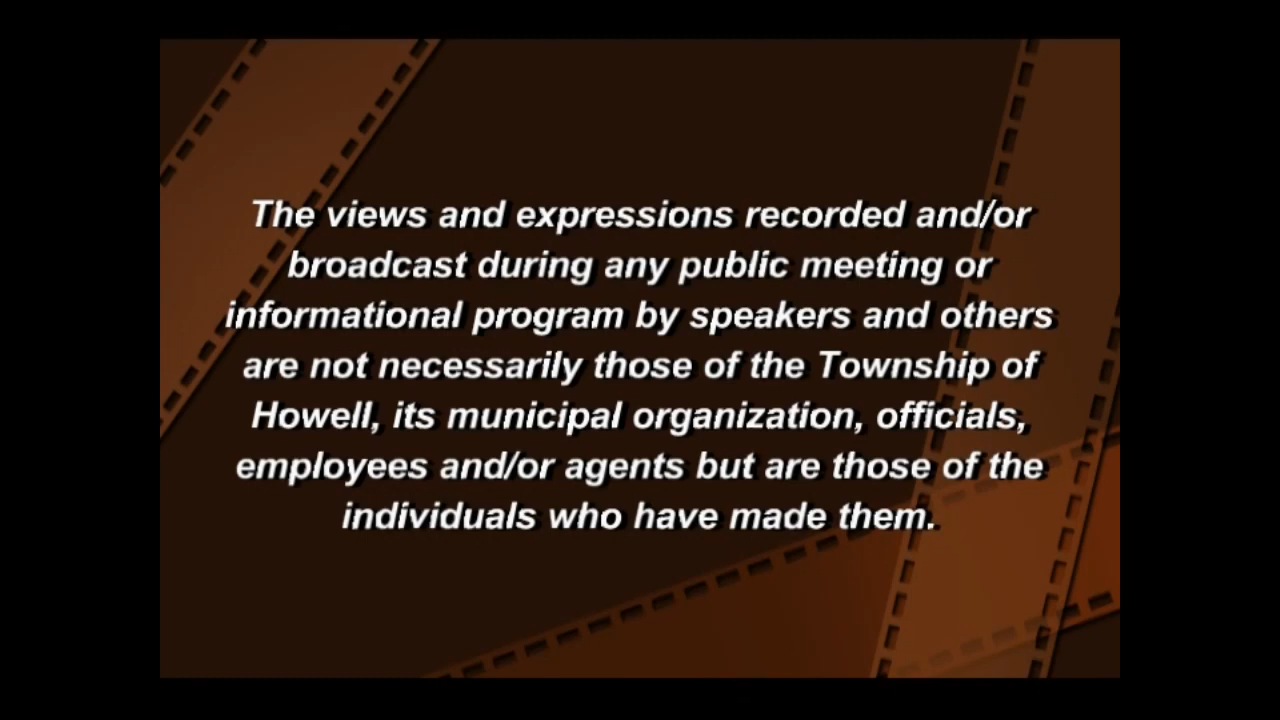 The views and expressions recorded and/or
broadcast during any public meeting or
informational program by speakers and others
are not necessarily those of the Township of
Howell, its municipal organization, officials,
employees and/or agents but are those of the
individuals who have made them.